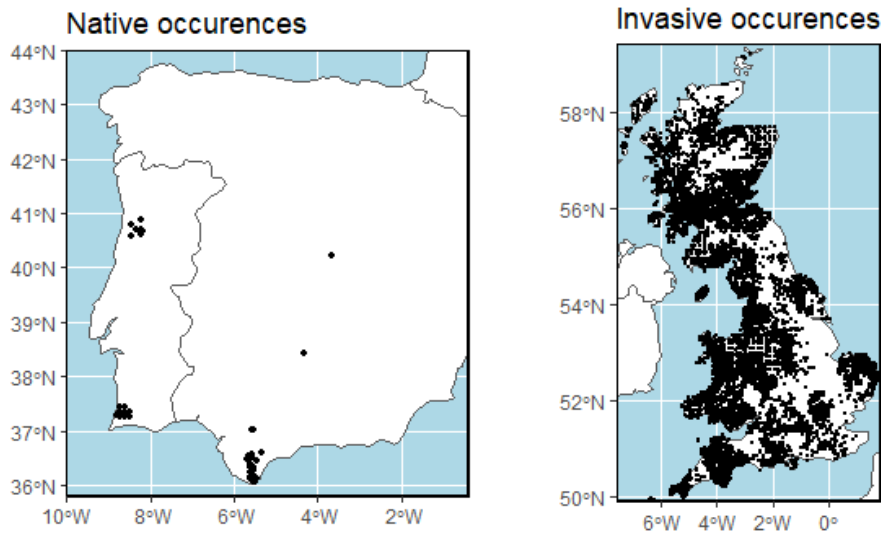 Native occurences
44°N
43°N
42°N
41°N
40°N
39°N
38°N
37°N
36°N
10°W 8°W 6°W 4°W 2°W
Invasive occurences
58°N
56°N
54°N
52°N
50°N
6°W 4°W 2°W 0°